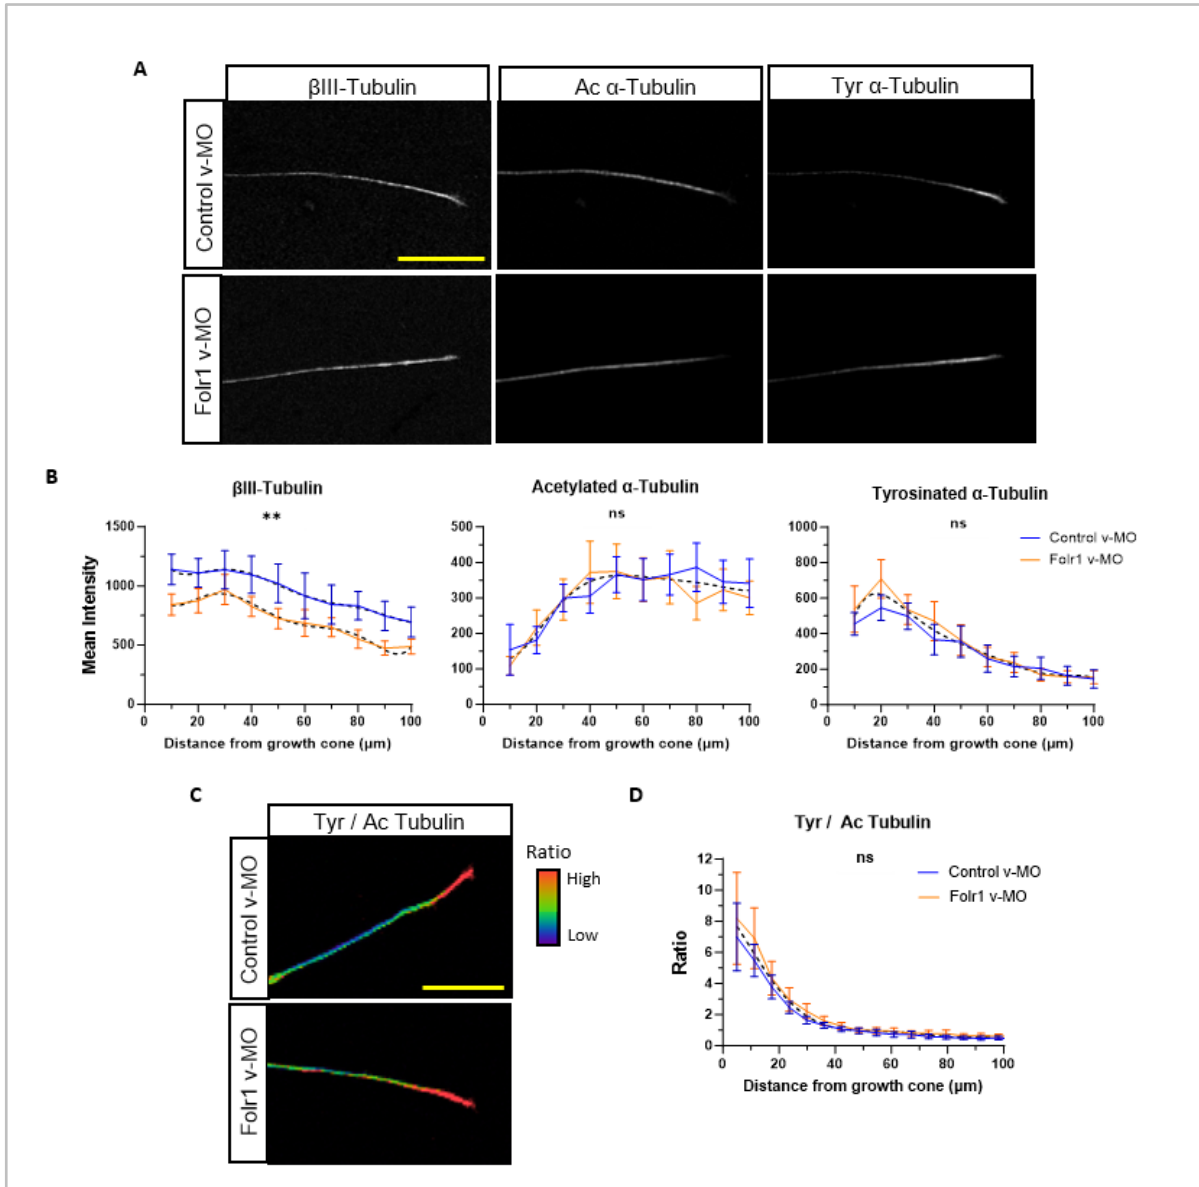 A
βIII-Tubulin
Ac α-Tubulin
Tyr α-Tubulin
Control v-MO
Folr1 v-MO
B
βIII-Tubulin
**
1500
1000
500
0
Mean Intensity
0 20 40 60 80 100
Distance from growth cone (µm)
Acetylated α-Tubulin
ns
500
400
300
200
100
0
0 20 40 60 80 100
Distance from growth cone (µm)
Tyrosinated α-Tubulin
ns
1000
800
600
400
200
0
0 20 40 60 80 100
Distance from growth cone (µm)
Control v-MO
Folr1 v-MO
C
Tyr / Ac Tubulin
Control v-MO
Folr1 v-MO
Ratio
High
Low
D
Tyr / Ac Tubulin
ns
Control v-MO
Folr1 v-MO
12
10
8
6
4
2
0
Ratio
0 20 40 60 80 100
Distance from growth cone (µm)